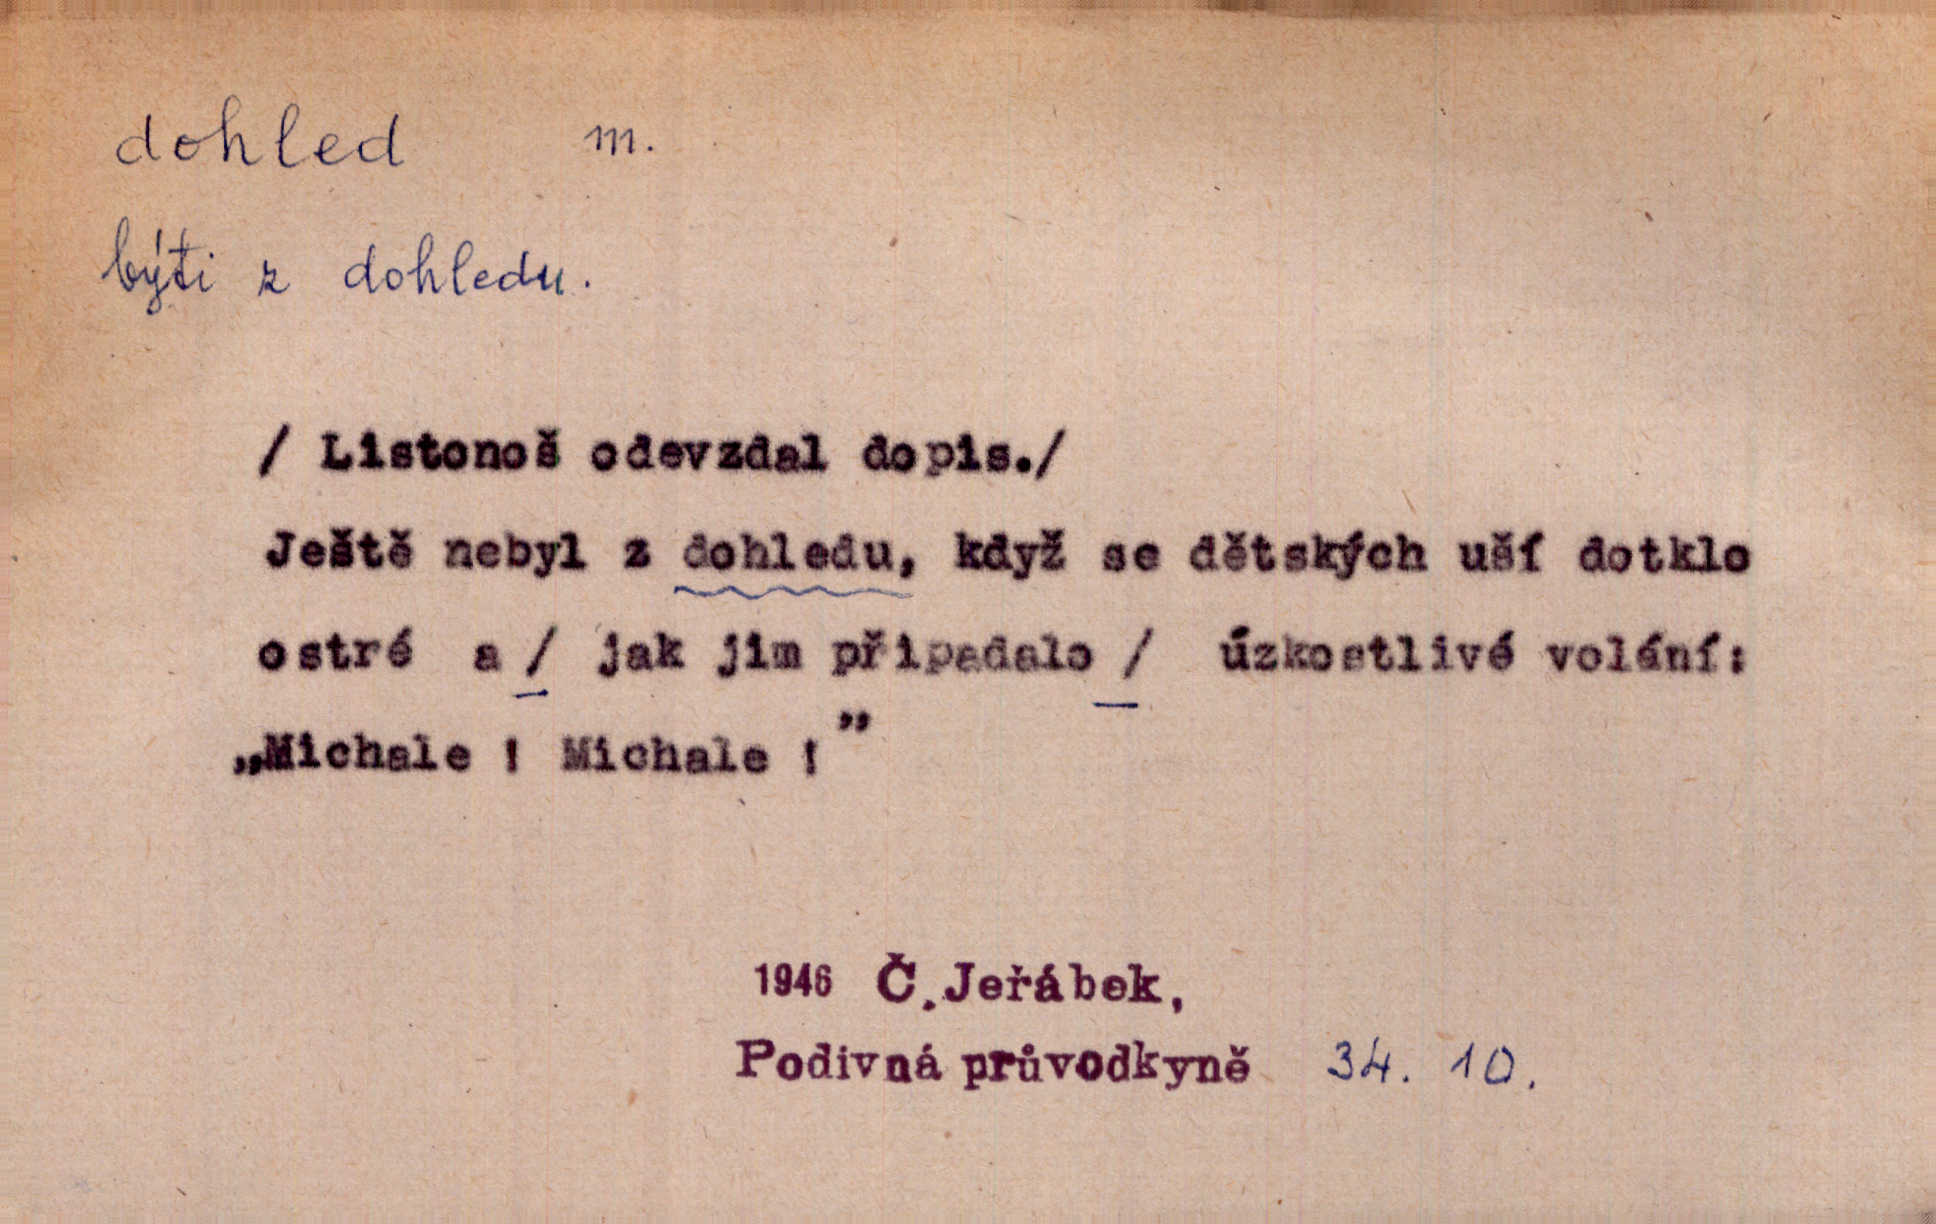 dohled m.
býti z dohledu.
/ Listonoš odevzdal dopis./
Ještě nebyl z dohledu, když se dětských uší dotklo
ostré a / jak jim připadalo / úzkostlivé volání:
„Michale ! Michale !”
1946 Č.Jeřábek,
Podivná průvodkyně 34. 10.